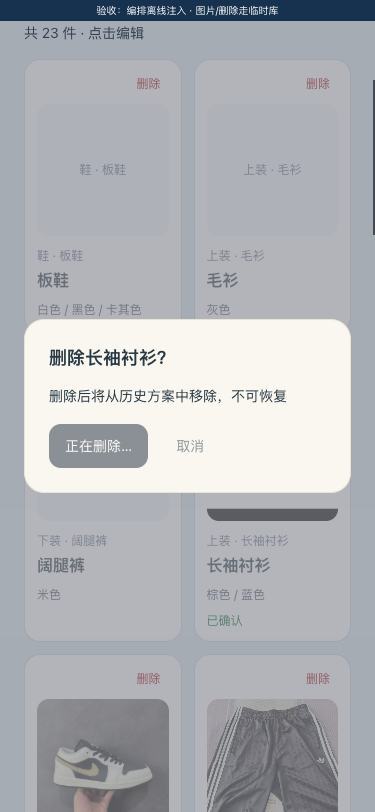 验收：编排离线注入 · 图片/删除走临时库
共 23 件 · 点击编辑
删除
删除
鞋 · 板鞋
上装 · 毛衫
鞋 · 板鞋
上装 · 毛衫
板鞋
毛衫
白色 / 黑色 / 卡其色
灰色
删除长袖衬衫?
删除后将从历史方案中移除，不可恢复
正在删除...
取消
下装 · 阔腿裤
上装 · 长袖衬衫
阔腿裤
长袖衬衫
米色
棕色 / 蓝色
已确认
删除
删除